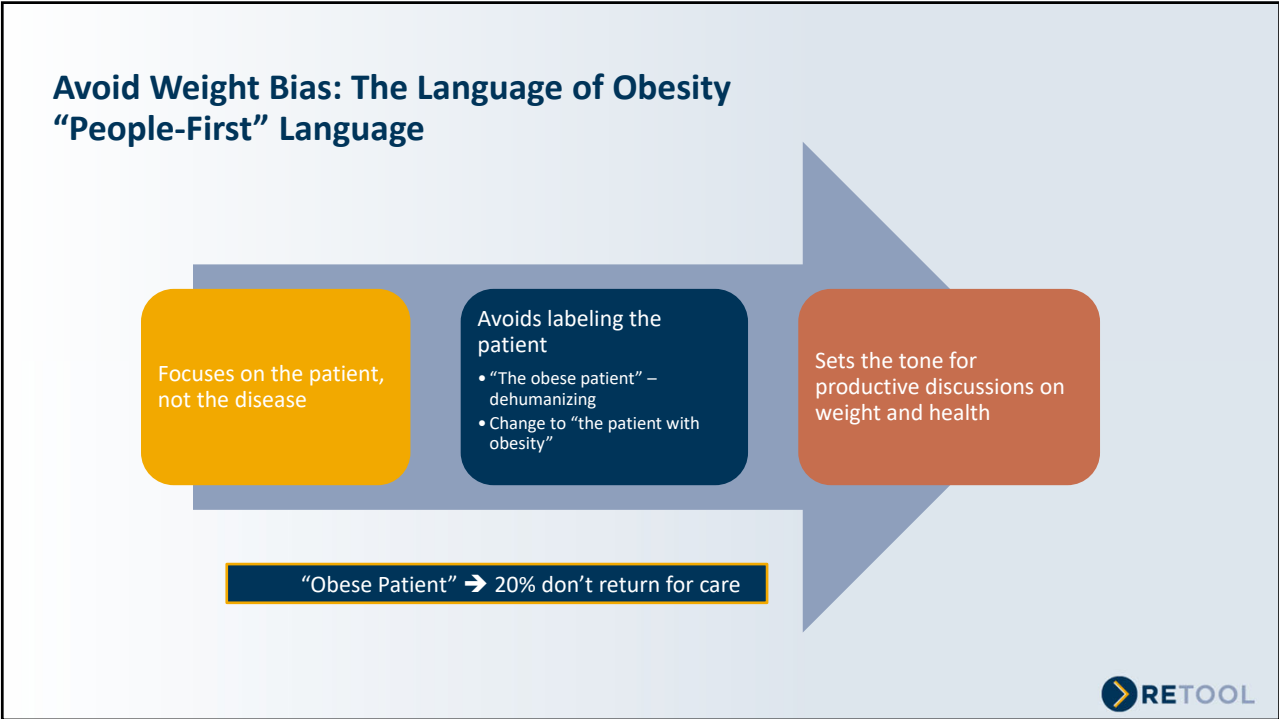 Avoid Weight Bias: The Language of Obesity
“People-First” Language
Focuses on the patient,
not the disease
Avoids labeling the
patient
• “The obese patient” –
dehumanizing
• Change to “the patient with
obesity”
Sets the tone for
productive discussions on
weight and health
“Obese Patient” ➔ 20% don’t return for care
RETOOL